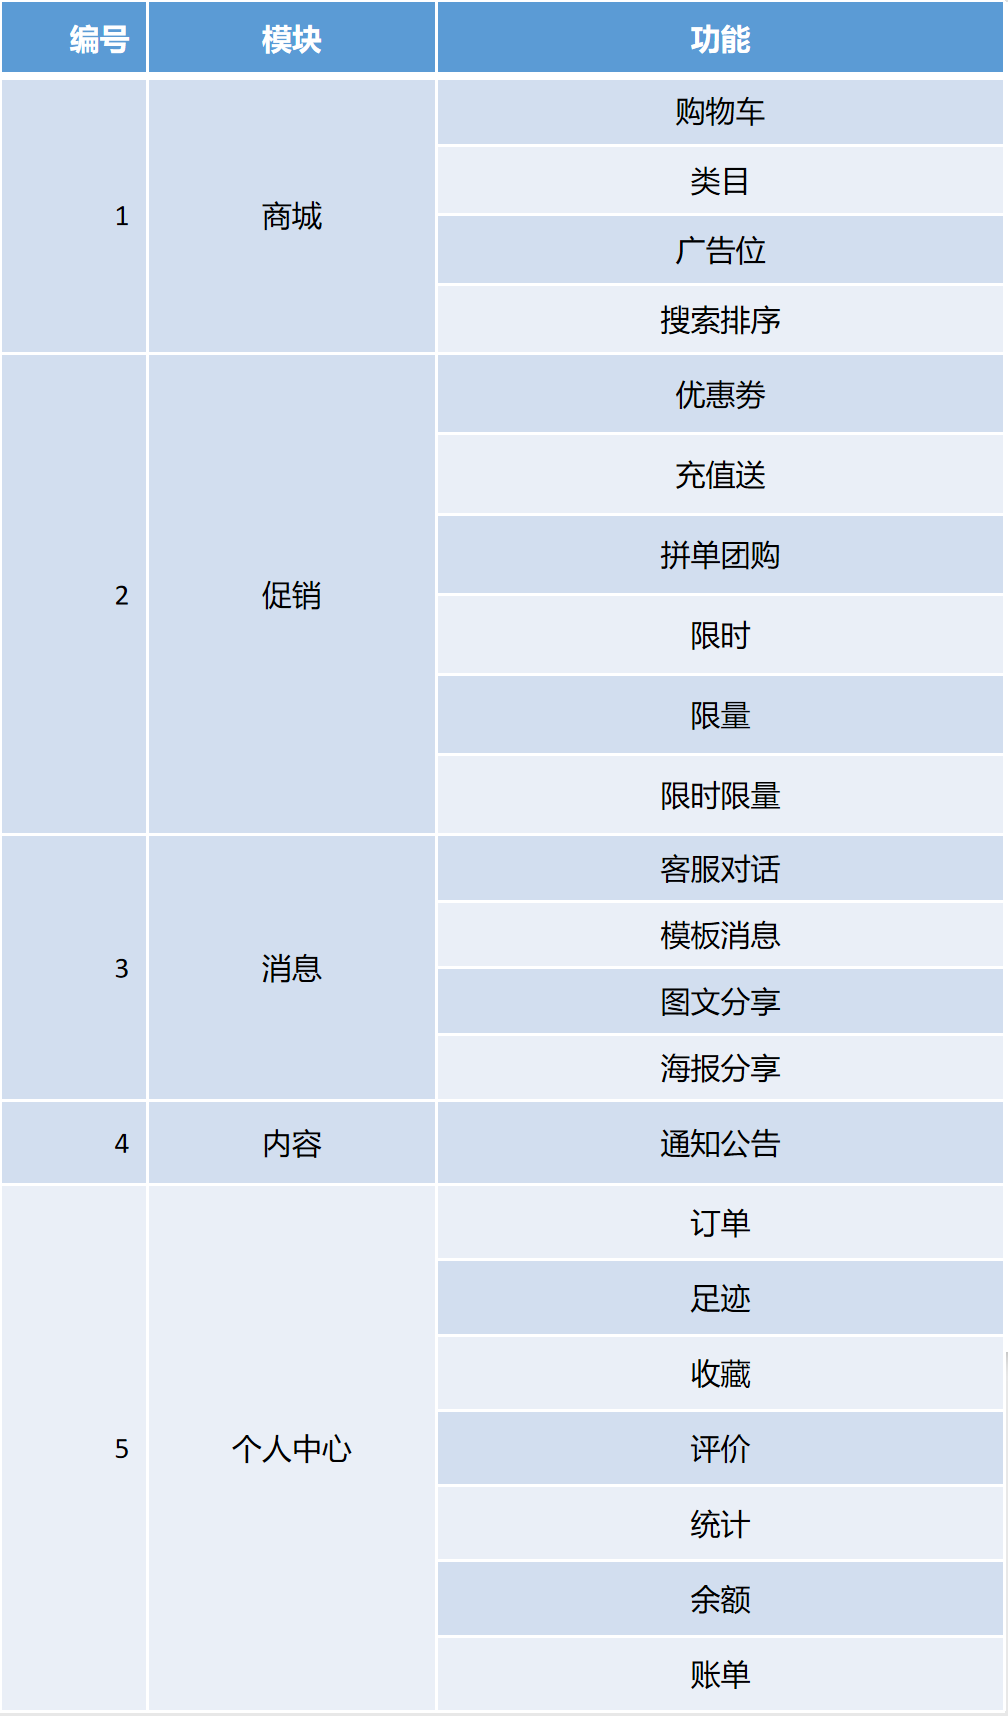 编号 模块 功能
购物车
类目
1 商城
广告位
搜索排序
优惠劵
充值送
拼单团购
2 促销
限时
限量
限时限量
客服对话
模板消息
3 消息
图文分享
海报分享
4 内容 通知公告
订单
足迹
收藏
5 个人中心 评价
统计
余额
账单